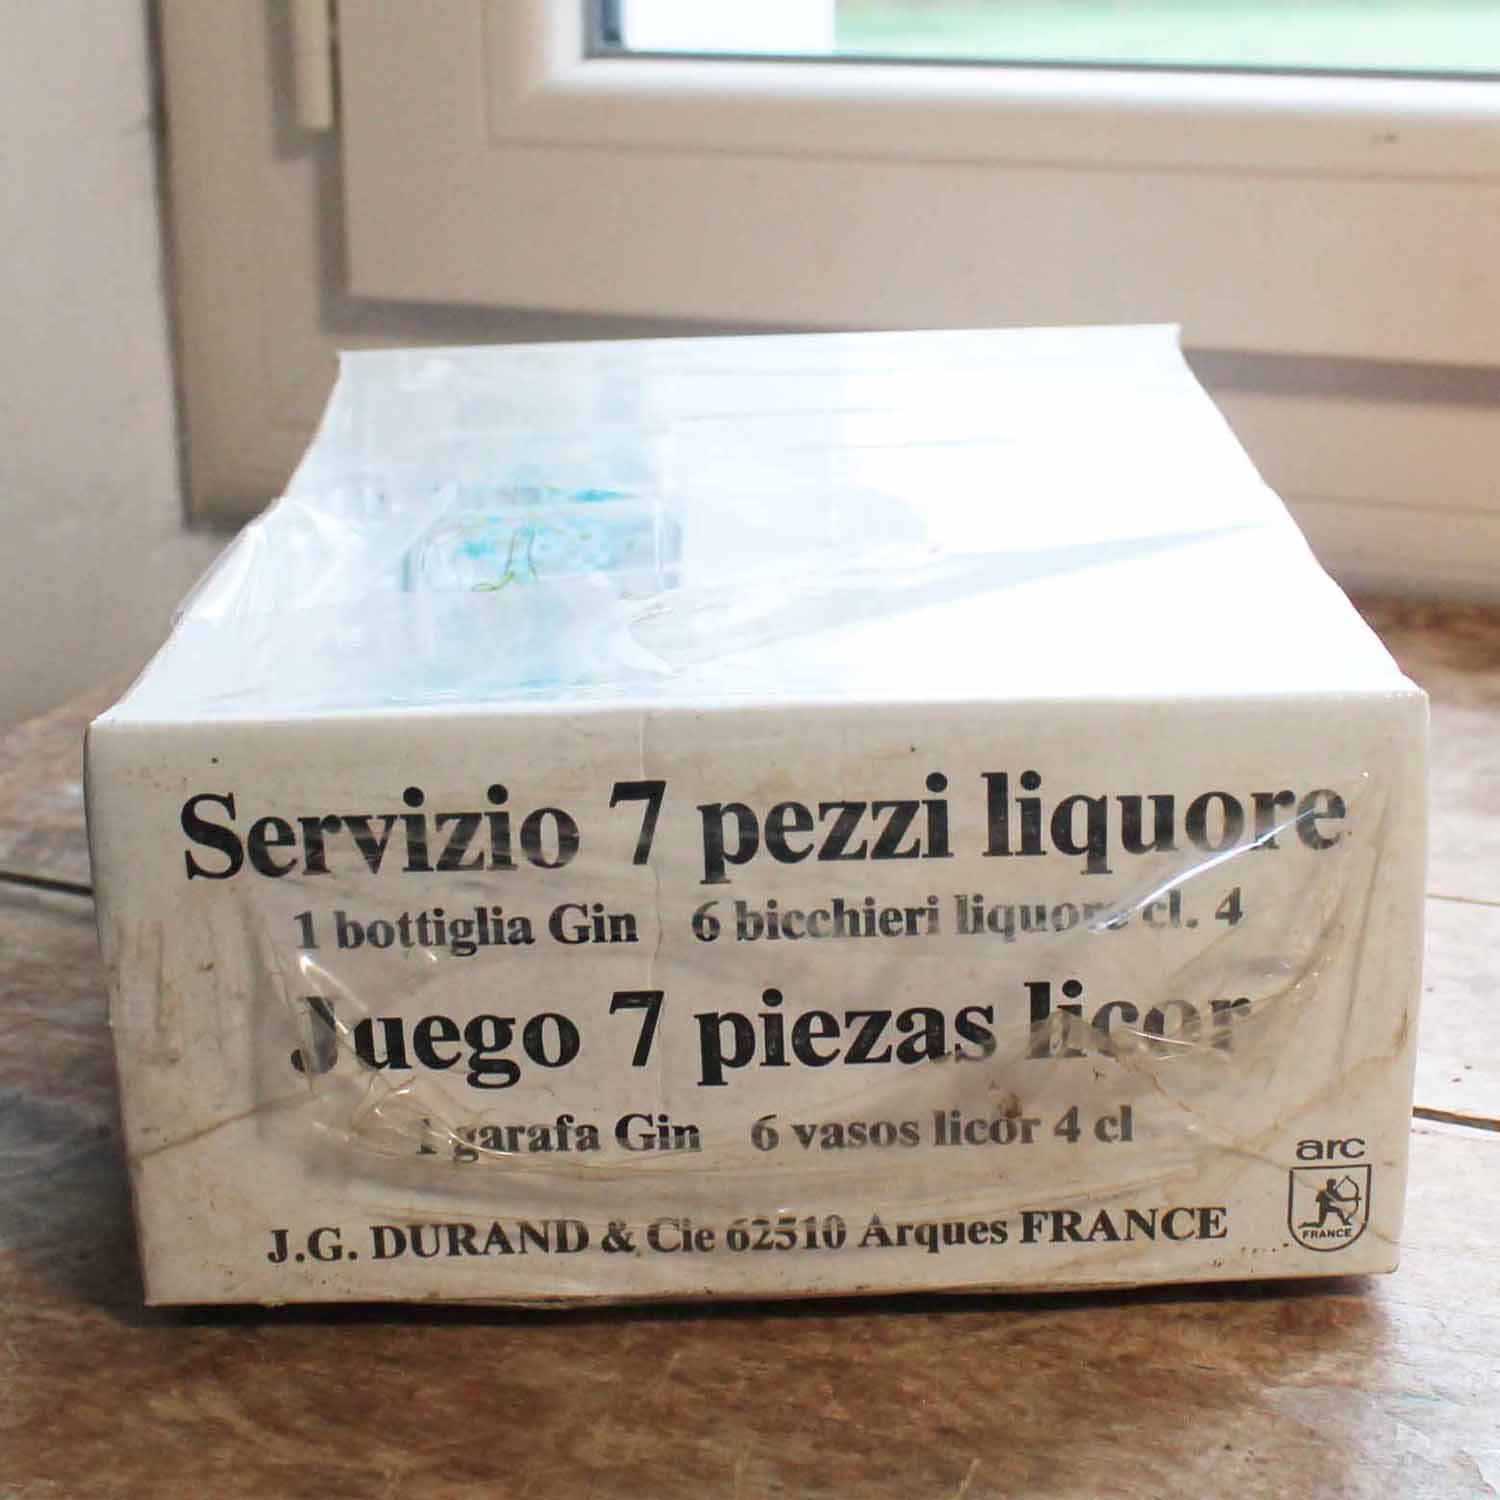 Servizio 7 pezzi liquore
1 bottiglia Gin 6 bicchieri liquore cl. 4
Juego 7 piezas licor
1 garafa Gin 6 vasos licor 4 cl
J.G. DURAND & Cie 62510 Arques FRANCE
arc
FRANCE